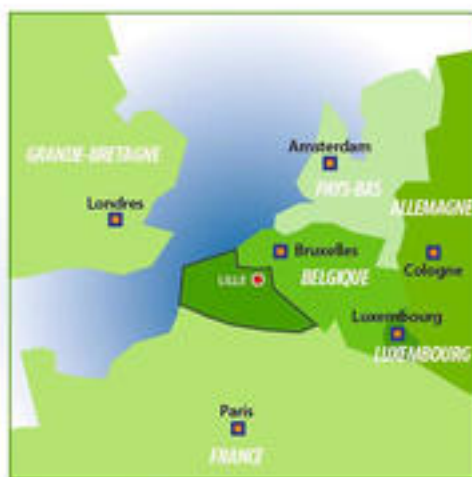 Amsterdam
GRANDE-BRETAGNE
PAYS-BAS
Londres
ALLEMAGNE
Bruxelles
Cologne
LILLE
BELGIQUE
Luxembourg
LUXEMBOURG
Paris
FRANCE